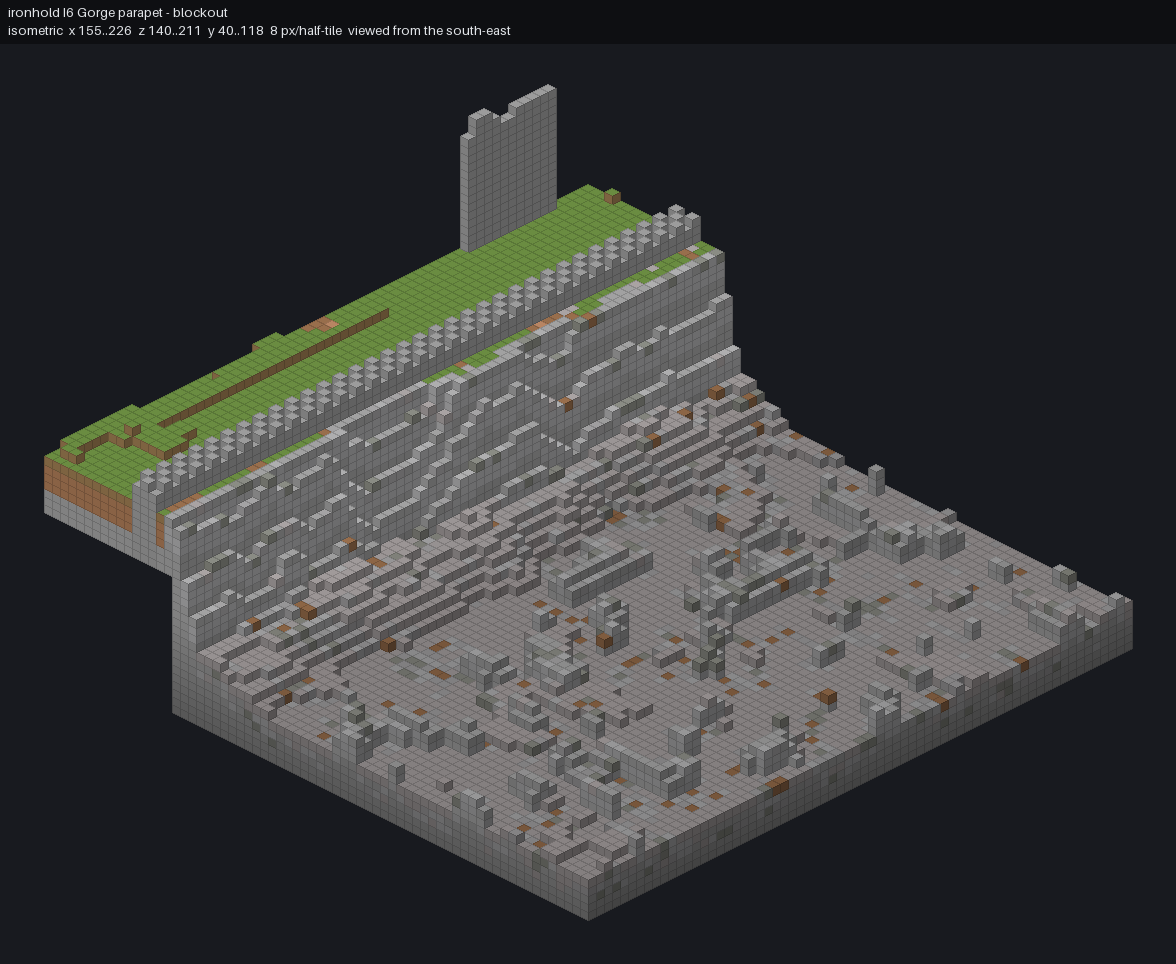 ironhold I6 Gorge parapet - blockout
isometric x 155..226 z 140..211 y 40..118 8 px/half-tile viewed from the south-east